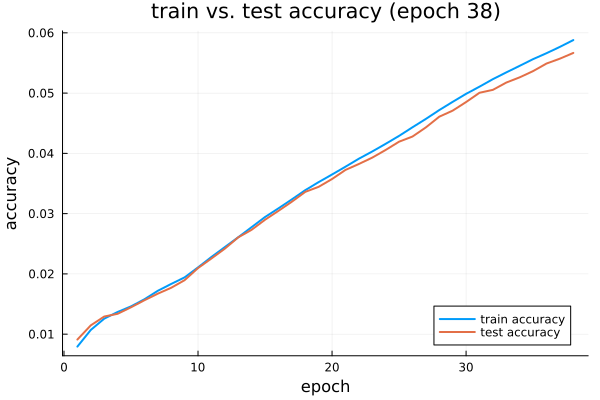 train vs. test accuracy (epoch 38)
0.06
0.05
0.04
0.03
0.02
0.01
accuracy
train accuracy
test accuracy
0 10 20 30
epoch